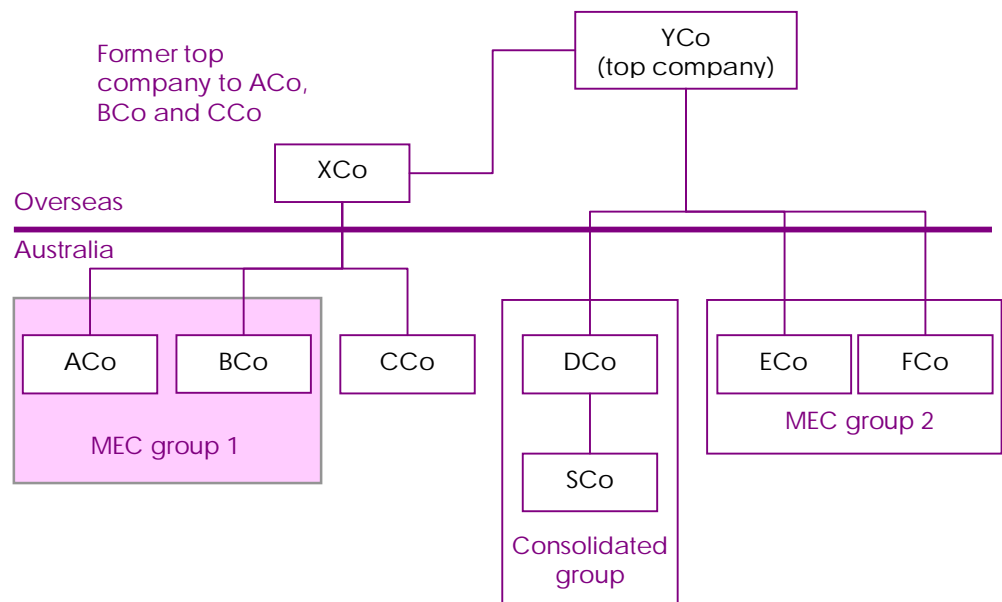 Former top
company to ACo,
BCo and CCo
YCo
(top company)
XCo
Overseas
Australia
ACo
BCo
CCo
DCo
ECo
FCo
MEC group 1
MEC group 2
SCo
Consolidated
group